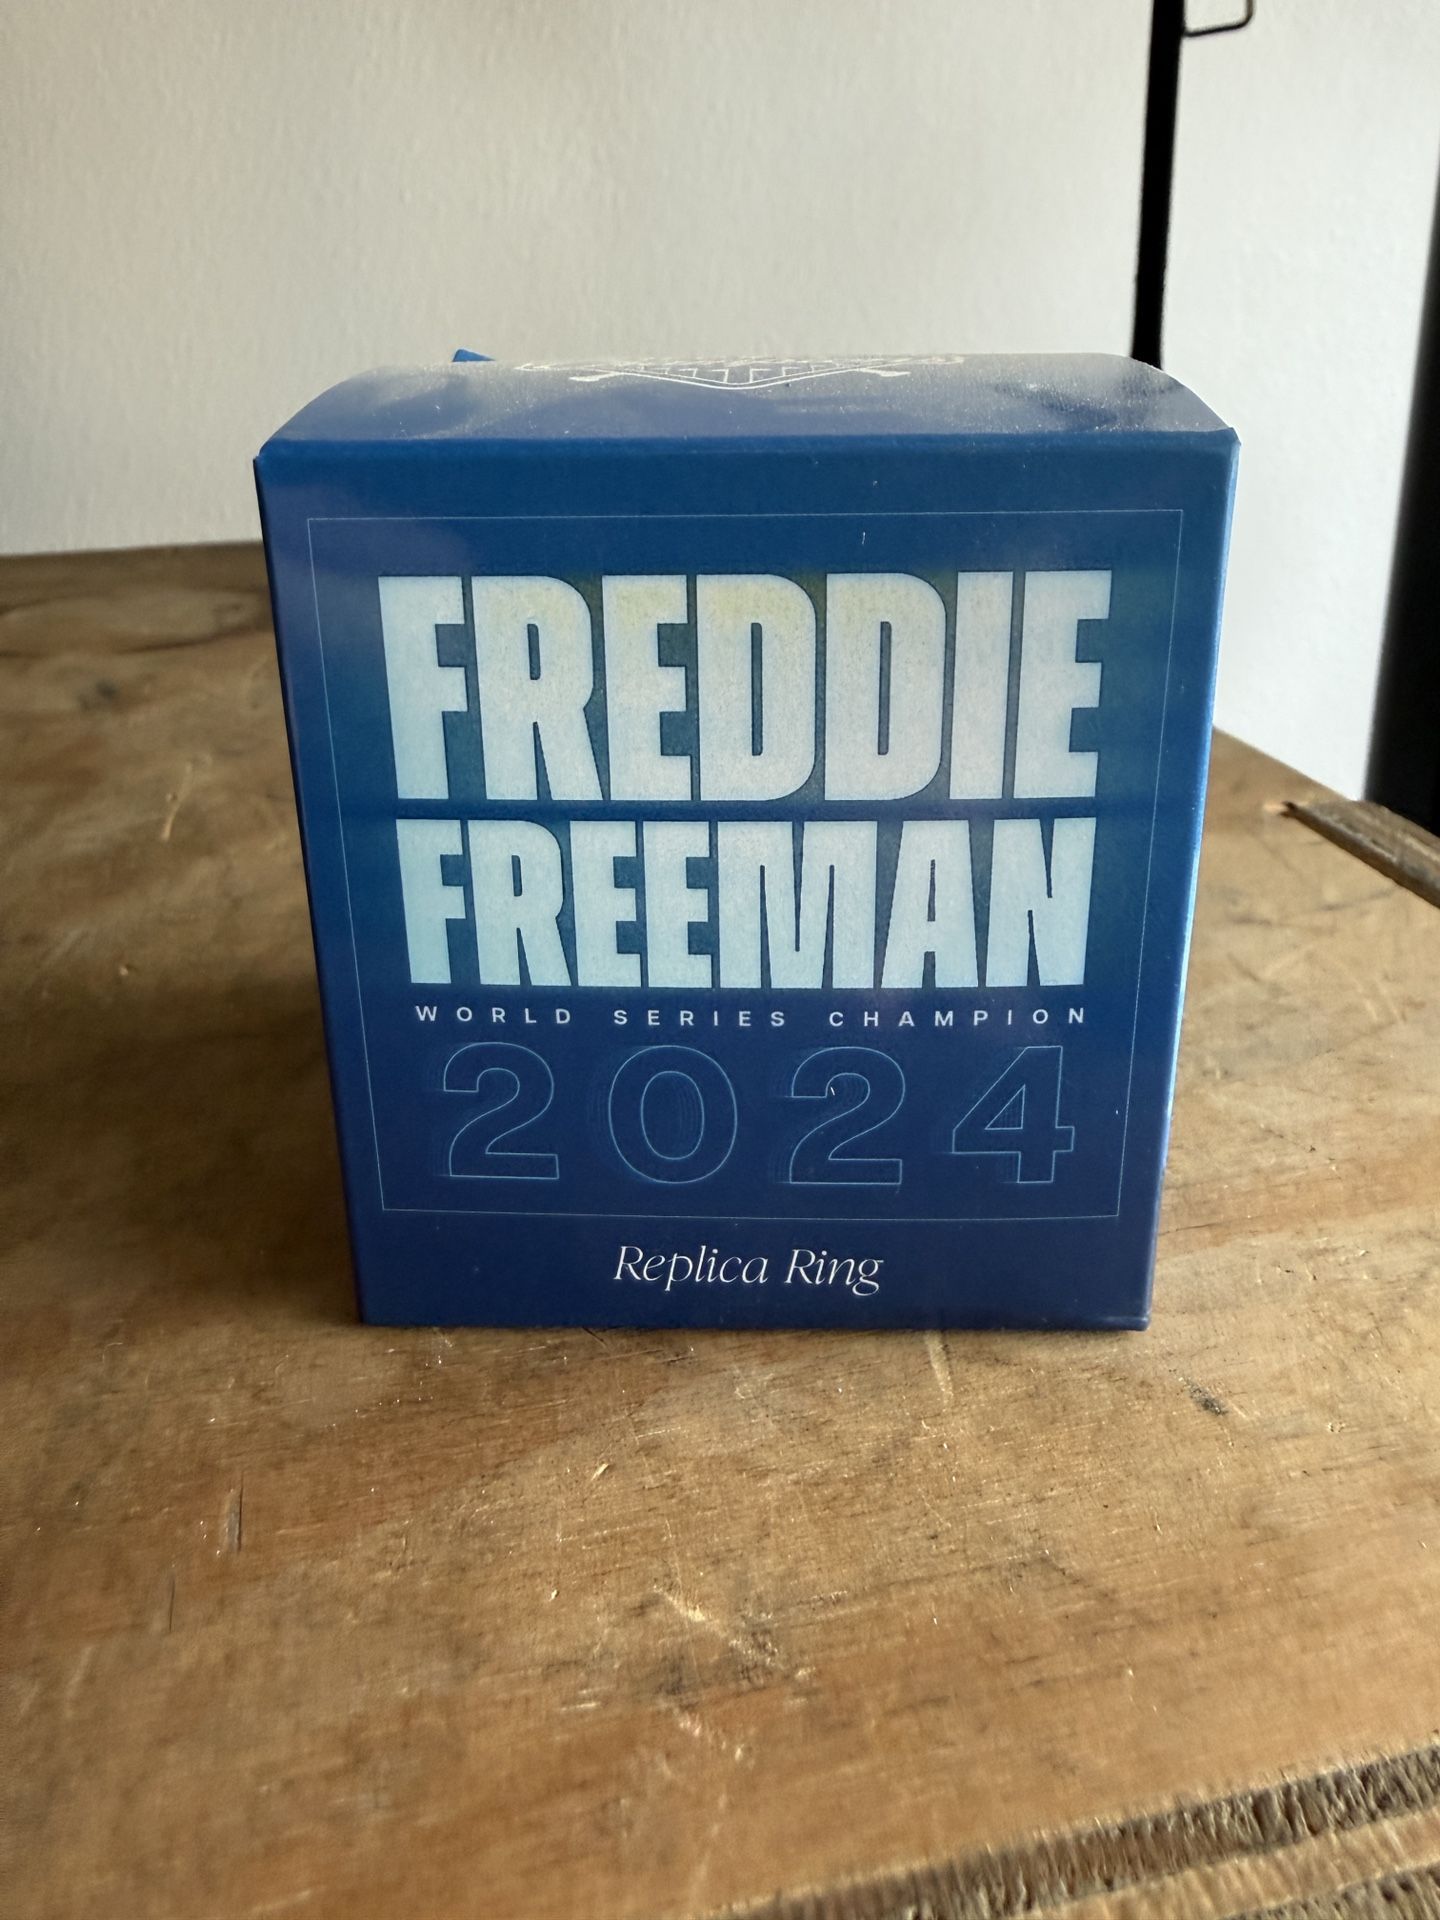 FREDDIE
FREEMAN
WORLD SERIES CHAMPION
2024
Replica Ring